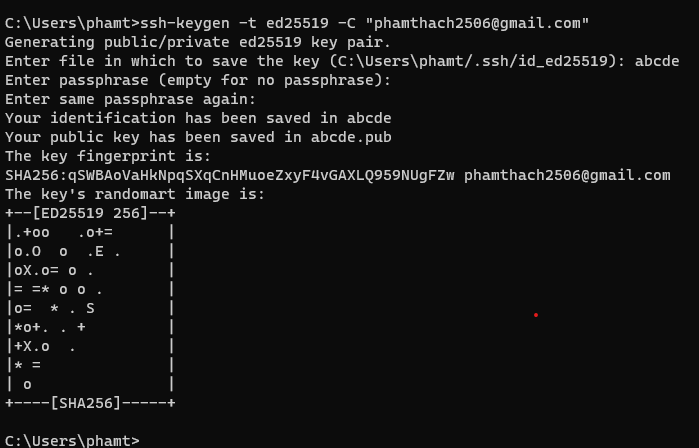 C:\Users\phamt>ssh-keygen -t ed25519 -C "phamthach2506@gmail.com"
Generating public/private ed25519 key pair.
Enter file in which to save the key (C:\Users\phamt/.ssh/id_ed25519): abcde
Enter passphrase (empty for no passphrase):
Enter same passphrase again:
Your identification has been saved in abcde
Your public key has been saved in abcde.pub
The key fingerprint is:
SHA256:qSWBAoVaHkNpqSXqCnHMuoeZxyF4vGAXLQ959NUgFZw phamthach2506@gmail.com
The key's randomart image is:
+--[ED25519 256]--+
|.+oo   .o+=      |
|o.O  o  .E .     |
|oX.o= o .        |
|= =* o o .       |
|o=  * . S        |
|*o+. . +         |
|+X.o  .          |
|* =              |
| o               |
+----[SHA256]-----+
C:\Users\phamt>